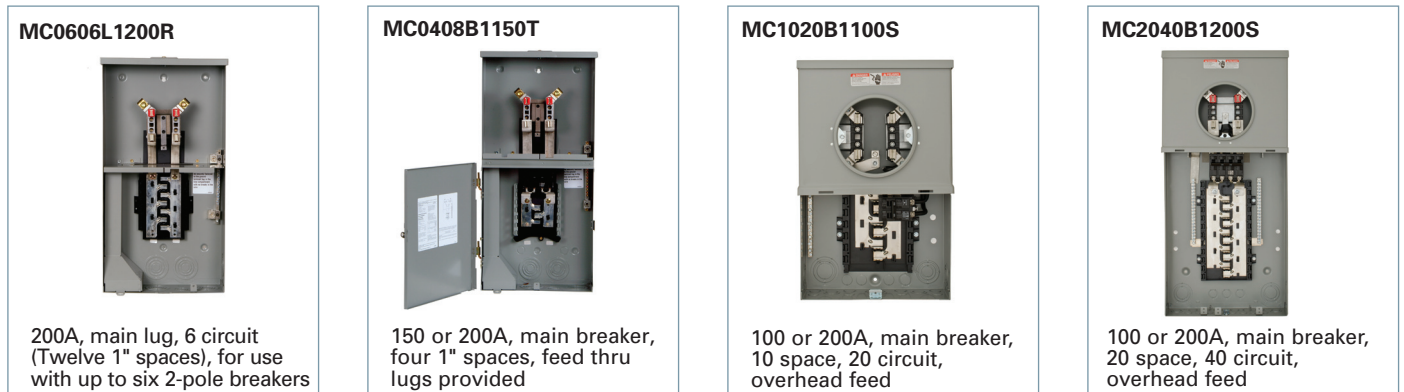 MC0606L1200R
200A, main lug, 6 circuit
(Twelve 1" spaces), for use
with up to six 2-pole breakers
MC0408B1150T
150 or 200A, main breaker,
four 1" spaces, feed thru
lugs provided
MC1020B1100S
100 or 200A, main breaker,
10 space, 20 circuit,
overhead feed
MC2040B1200S
100 or 200A, main breaker,
20 space, 40 circuit,
overhead feed